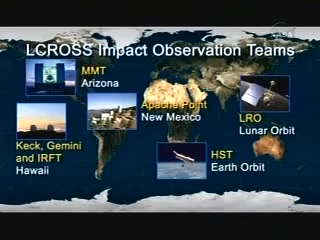 NASA
LCROSS Impact Observation Teams
MMT
Arizona
Apache Point
New Mexico
LRO
Lunar Orbit
Keck, Gemini
and IRFT
Hawaii
HST
Earth Orbit